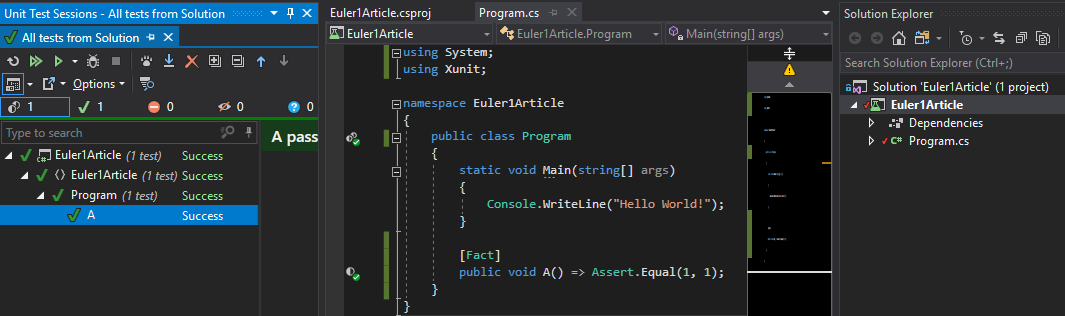 Unit Test Sessions - All tests from Solution
All tests from Solution
Options
1
1
0
0
0
Type to search
A pass
Euler1Article (1 test) Success
Euler1Article (1 test) Success
Program (1 test) Success
A Success
Euler1Article.csproj
Program.cs
Euler1Article
Euler1Article.Program
Main(string[] args)
using System;
using Xunit;
namespace Euler1Article
{
public class Program
{
static void Main(string[] args)
{
Console.WriteLine("Hello World!");
}
[Fact]
public void A() => Assert.Equal(1, 1);
}
}
Solution Explorer
Search Solution Explorer (Ctrl+;)
Solution 'Euler1Article' (1 project)
Euler1Article
Dependencies
C# Program.cs